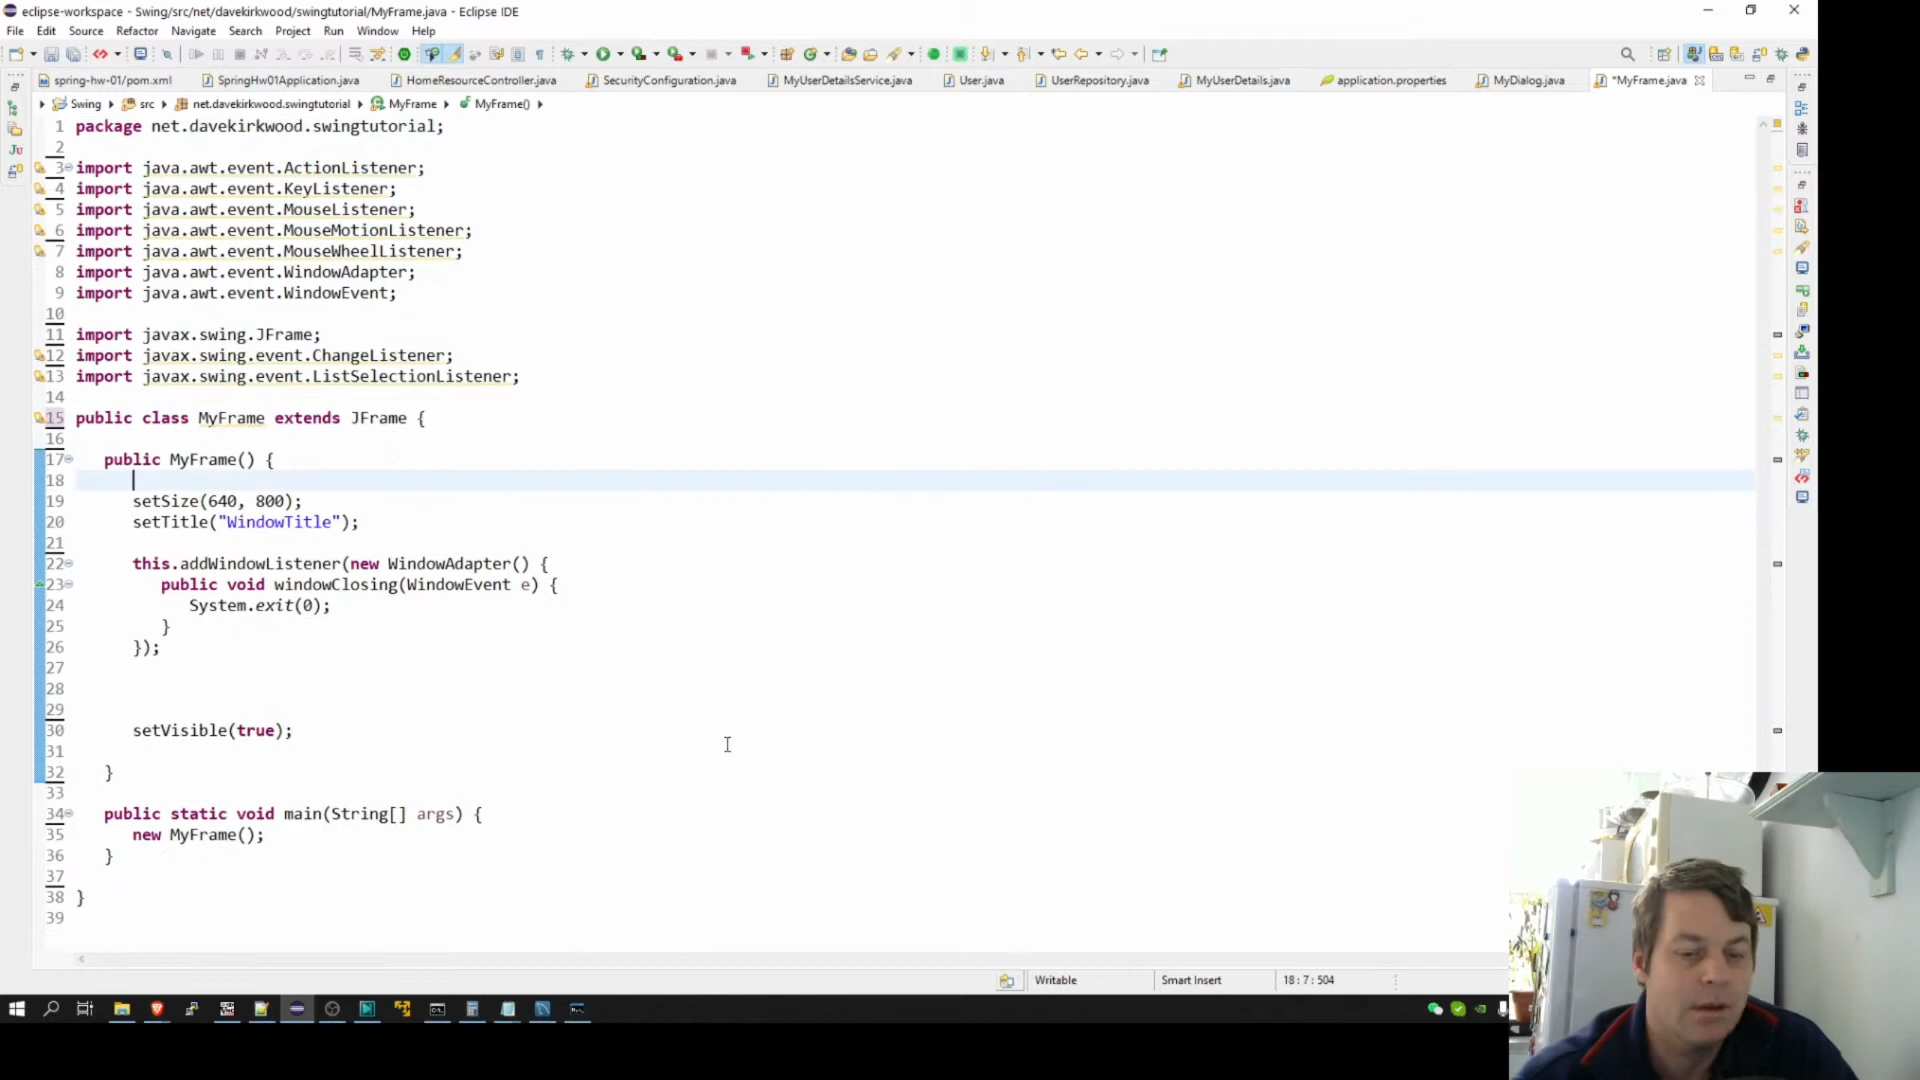 eclipse-workspace - Swing/src/net/davekirkwood/swingtutorial/MyFrame.java - Eclipse IDE
File Edit Source Refactor Navigate Search Project Run Window Help
spring-hw-01/pom.xml SpringHw01Application.java HomeResourceController.java SecurityConfiguration.java MyUserDetailsService.java User.java UserRepository.java MyUserDetails.java application.properties MyDialog.java *MyFrame.java
Swing src net.davekirkwood.swingtutorial MyFrame MyFrame()
1 package net.davekirkwood.swingtutorial;
2
3 import java.awt.event.ActionListener;
4 import java.awt.event.KeyListener;
5 import java.awt.event.MouseListener;
6 import java.awt.event.MouseMotionListener;
7 import java.awt.event.MouseWheelListener;
8 import java.awt.event.WindowAdapter;
9 import java.awt.event.WindowEvent;
10
11 import javax.swing.JFrame;
12 import javax.swing.event.ChangeListener;
13 import javax.swing.event.ListSelectionListener;
14
15 public class MyFrame extends JFrame {
16
17 public MyFrame() {
18
19 setSize(640, 800);
20 setTitle("WindowTitle");
21
22 this.addWindowListener(new WindowAdapter() {
23 public void windowClosing(WindowEvent e) {
24 System.exit(0);
25 }
26 });
27
28
29
30 setVisible(true);
31
32 }
33
34 public static void main(String[] args) {
35 new MyFrame();
36 }
37
38 }
39
Writable Smart Insert 18 : 7 : 504